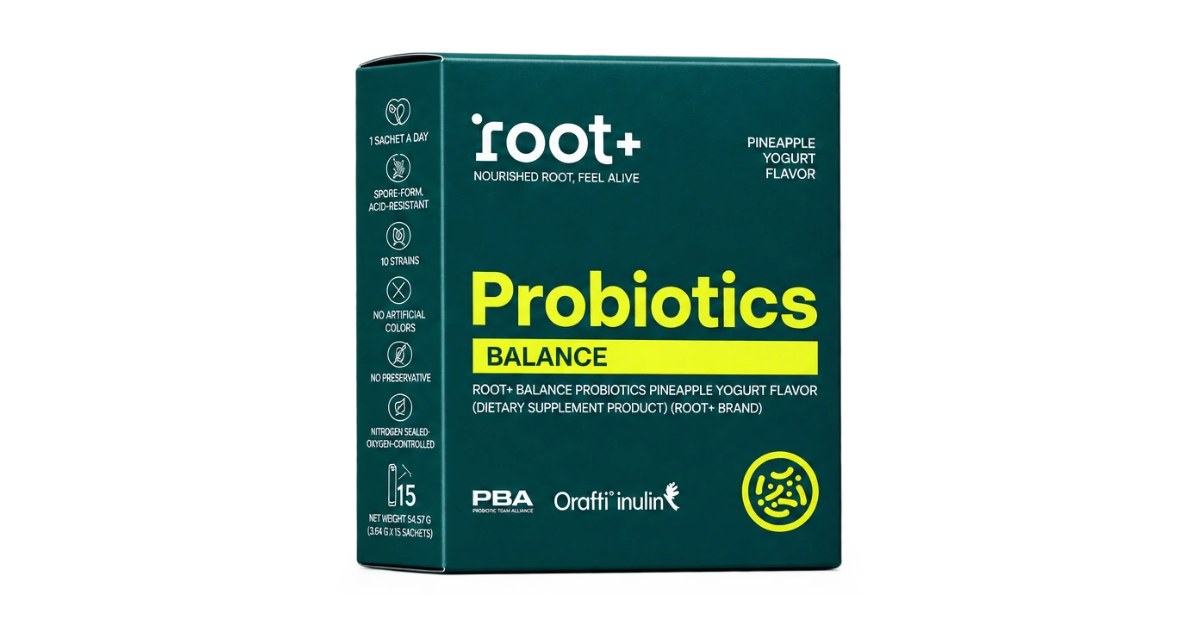 root+
NOURISHED ROOT, FEEL ALIVE
PINEAPPLE
YOGURT
FLAVOR
Probiotics
BALANCE
ROOT+ BALANCE PROBIOTICS PINEAPPLE YOGURT FLAVOR
(DIETARY SUPPLEMENT PRODUCT) (ROOT+ BRAND)
PBA
PROBIOTIC TEAM ALLIANCE
Orafti® inulin
1 SACHET A DAY
SPORE-FORM,
ACID-RESISTANT
10 STRAINS
NO ARTIFICIAL
COLORS
NO PRESERVATIVE
NITROGEN SEALED-
OXYGEN-CONTROLLED
15
NET WEIGHT 54.57 G
(3.64 G X 15 SACHETS)